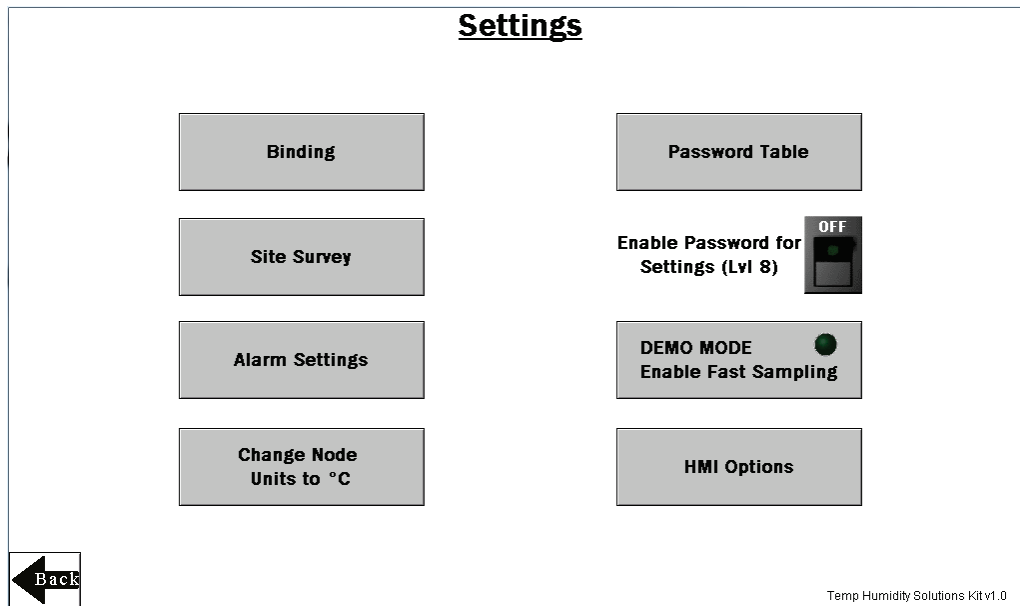 Settings
Binding
Password Table
Site Survey
Enable Password for
Settings (Lvl 8)
OFF
Alarm Settings
DEMO MODE
Enable Fast Sampling
Change Node
Units to °C
HMI Options
Back
Temp Humidity Solutions Kit v1.0